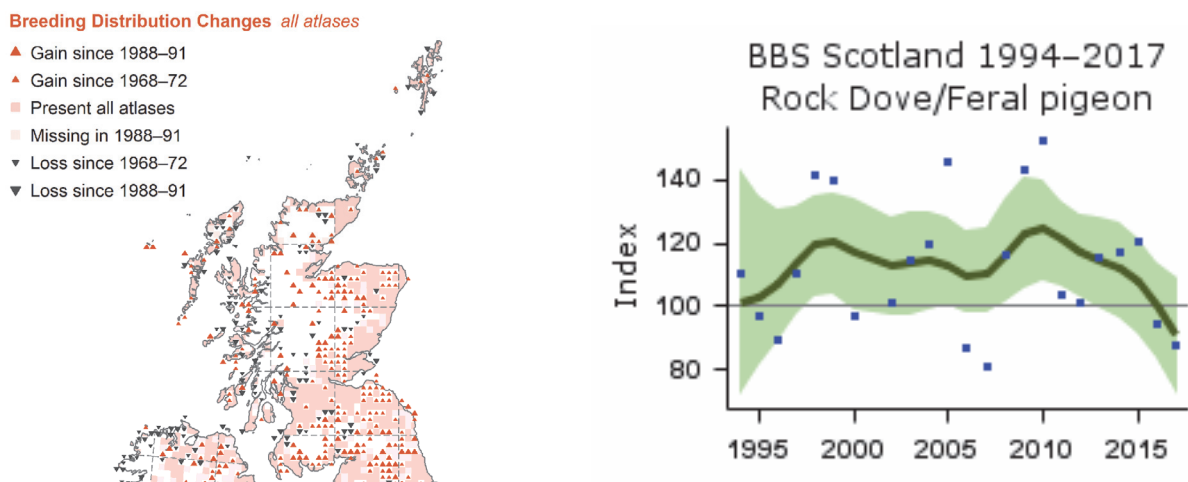 Breeding Distribution Changes all atlases
Gain since 1988–91
Gain since 1968–72
Present all atlases
Missing in 1988–91
Loss since 1968–72
Loss since 1988–91
BBS Scotland 1994–2017
Rock Dove/Feral pigeon
Index
140
120
100
80
1995 2000 2005 2010 2015